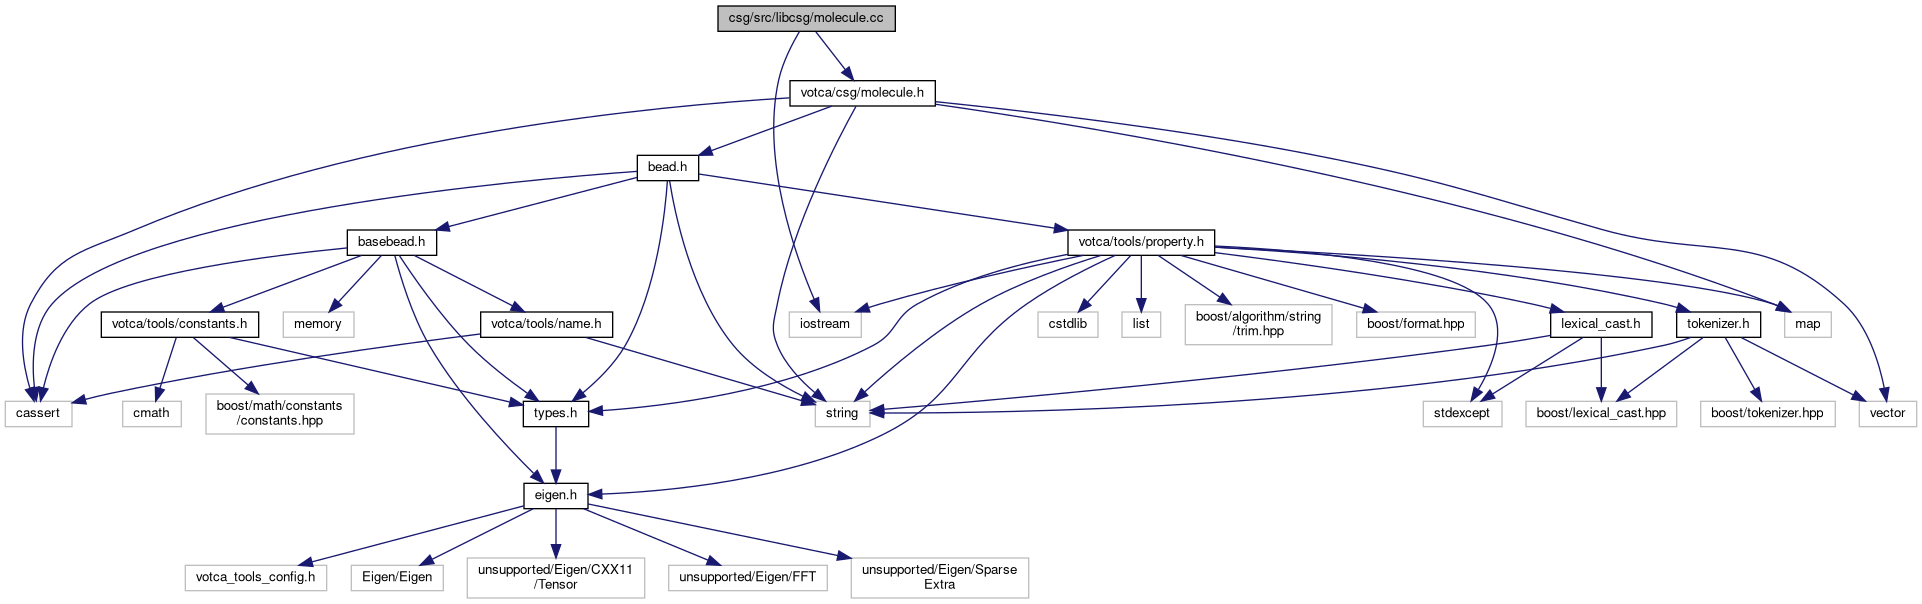 csg/src/libcsg/molecule.cc
votca/csg/molecule.h
bead.h
basebead.h
votca/tools/property.h
votca/tools/constants.h
memory
votca/tools/name.h
iostream
cstdlib
list
boost/algorithm/string
/trim.hpp
boost/format.hpp
lexical_cast.h
tokenizer.h
map
cassert
cmath
boost/math/constants
/constants.hpp
types.h
string
stdexcept
boost/lexical_cast.hpp
boost/tokenizer.hpp
vector
eigen.h
votca_tools_config.h
Eigen/Eigen
unsupported/Eigen/CXX11
/Tensor
unsupported/Eigen/FFT
unsupported/Eigen/Sparse
Extra